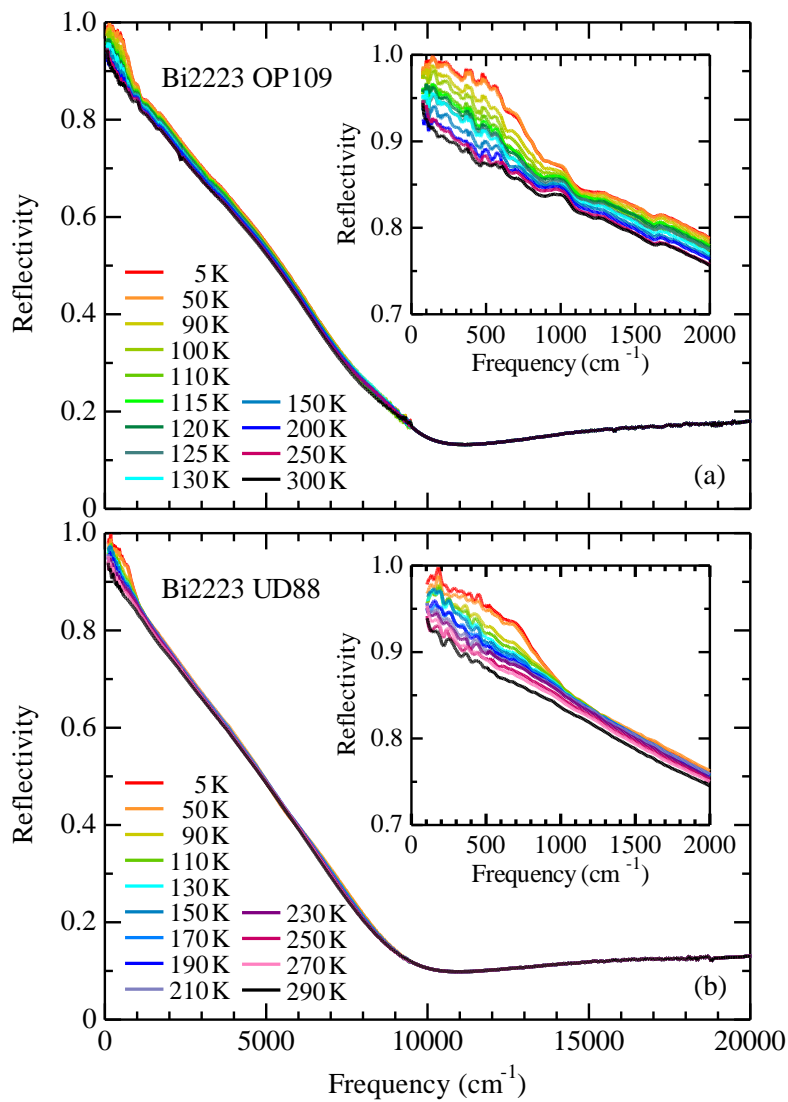 1.0
0.8
0.6
0.4
0.2
0
Reflectivity
Bi2223 OP109
5 K
50 K
90 K
100 K
110 K
115 K
120 K
125 K
130 K
150 K
200 K
250 K
300 K
1.0
0.9
0.8
0.7
Reflectivity
0 500 1000 1500 2000
Frequency (cm⁻¹)
(a)
1.0
0.8
0.6
0.4
0.2
0
Reflectivity
Bi2223 UD88
5 K
50 K
90 K
110 K
130 K
150 K
170 K
190 K
210 K
230 K
250 K
270 K
290 K
1.0
0.9
0.8
0.7
Reflectivity
0 500 1000 1500 2000
Frequency (cm⁻¹)
(b)
0 5000 10000 15000 20000
Frequency (cm⁻¹)